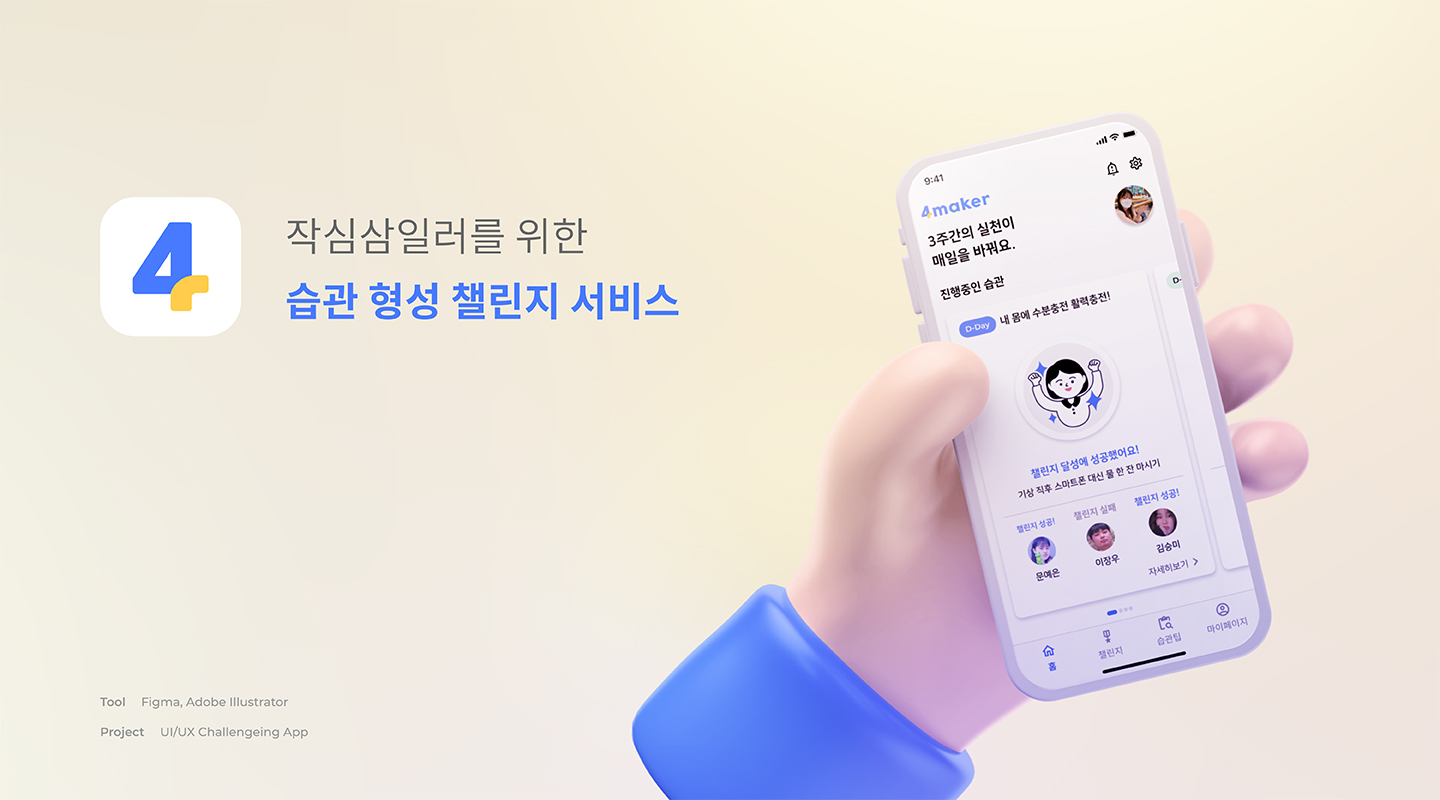 4
작심삼일러를 위한
습관 형성 챌린지 서비스
Tool Figma, Adobe Illustrator
Project UI/UX Challengeing App
9:41
4maker
3주간의 실천이
매일을 바꿔요.
진행중인 습관
D-Day 내 몸에 수분충전 활력충전!
D-
챌린지 달성에 성공했어요!
기상 직후 스마트폰 대신 물 한 잔 마시기
챌린지 성공! 챌린지 실패 챌린지 성공!
문예은 이장우 김승미
자세히보기
홈 챌린지 습관팁 마이페이지